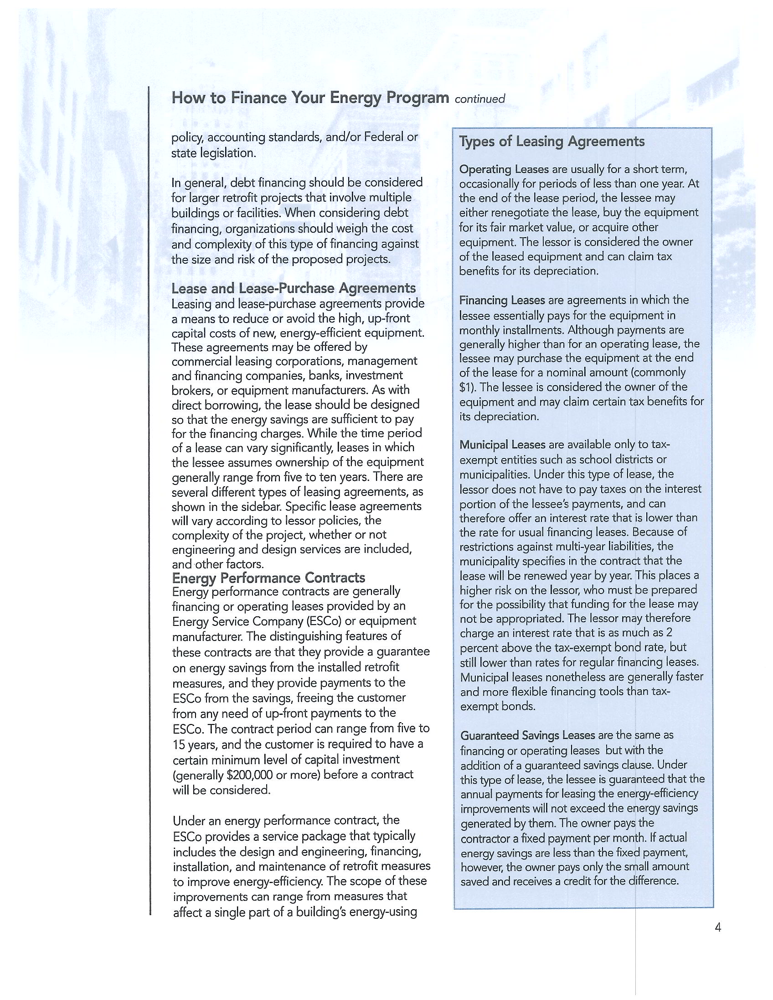 How to Finance Your Energy Program continued
policy, accounting standards, and/or Federal or
state legislation.
In general, debt financing should be considered
for larger retrofit projects that involve multiple
buildings or facilities. When considering debt
financing, organizations should weigh the cost
and complexity of this type of financing against
the size and risk of the proposed projects.
Lease and Lease-Purchase Agreements
Leasing and lease-purchase agreements provide
a means to reduce or avoid the high, up-front
capital costs of new, energy-efficient equipment.
These agreements may be offered by
commercial leasing corporations, management
and financing companies, banks, investment
brokers, or equipment manufacturers. As with
direct borrowing, the lease should be designed
so that the energy savings are sufficient to pay
for the financing charges. While the time period
of a lease can vary significantly, leases in which
the lessee assumes ownership of the equipment
generally range from five to ten years. There are
several different types of leasing agreements, as
shown in the sidebar. Specific lease agreements
will vary according to lessor policies, the
complexity of the project, whether or not
engineering and design services are included,
and other factors.
Energy Performance Contracts
Energy performance contracts are generally
financing or operating leases provided by an
Energy Service Company (ESCo) or equipment
manufacturer. The distinguishing features of
these contracts are that they provide a guarantee
on energy savings from the installed retrofit
measures, and they provide payments to the
ESCo from the savings, freeing the customer
from any need of up-front payments to the
ESCo. The contract period can range from five to
15 years, and the customer is required to have a
certain minimum level of capital investment
(generally $200,000 or more) before a contract
will be considered.
Under an energy performance contract, the
ESCo provides a service package that typically
includes the design and engineering, financing,
installation, and maintenance of retrofit measures
to improve energy-efficiency. The scope of these
improvements can range from measures that
affect a single part of a building's energy-using
Types of Leasing Agreements
Operating Leases are usually for a short term,
occasionally for periods of less than one year. At
the end of the lease period, the lessee may
either renegotiate the lease, buy the equipment
for its fair market value, or acquire other
equipment. The lessor is considered the owner
of the leased equipment and can claim tax
benefits for its depreciation.
Financing Leases are agreements in which the
lessee essentially pays for the equipment in
monthly installments. Although payments are
generally higher than for an operating lease, the
lessee may purchase the equipment at the end
of the lease for a nominal amount (commonly
$1). The lessee is considered the owner of the
equipment and may claim certain tax benefits for
its depreciation.
Municipal Leases are available only to tax-
exempt entities such as school districts or
municipalities. Under this type of lease, the
lessor does not have to pay taxes on the interest
portion of the lessee's payments, and can
therefore offer an interest rate that is lower than
the rate for usual financing leases. Because of
restrictions against multi-year liabilities, the
municipality specifies in the contract that the
lease will be renewed year by year. This places a
higher risk on the lessor, who must be prepared
for the possibility that funding for the lease may
not be appropriated. The lessor may therefore
charge an interest rate that is as much as 2
percent above the tax-exempt bond rate, but
still lower than rates for regular financing leases.
Municipal leases nonetheless are generally faster
and more flexible financing tools than tax-
exempt bonds.
Guaranteed Savings Leases are the same as
financing or operating leases but with the
addition of a guaranteed savings clause. Under
this type of lease, the lessee is guaranteed that the
annual payments for leasing the energy-efficiency
improvements will not exceed the energy savings
generated by them. The owner pays the
contractor a fixed payment per month. If actual
energy savings are less than the fixed payment,
however, the owner pays only the small amount
saved and receives a credit for the difference.
4